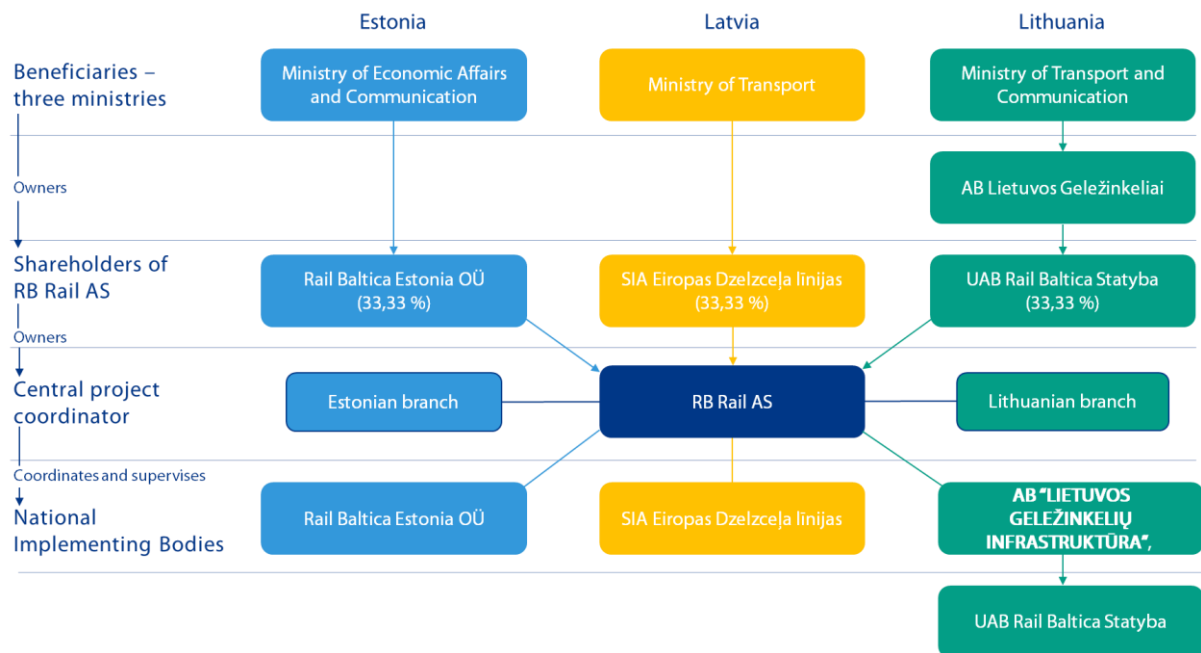 Estonia
Latvia
Lithuania
Beneficiaries –
three ministries
Ministry of Economic Affairs
and Communication
Ministry of Transport
Ministry of Transport and
Communication
Owners
AB Lietuvos Geležinkeliai
Shareholders of
RB Rail AS
Rail Baltica Estonia OÜ
(33,33 %)
SIA Eiropas Dzelzceļa līnijas
(33,33 %)
UAB Rail Baltica Statyba
(33,33 %)
Owners
Central project
coordinator
Estonian branch
RB Rail AS
Lithuanian branch
Coordinates and supervises
National
Implementing Bodies
Rail Baltica Estonia OÜ
SIA Eiropas Dzelzceļa līnijas
AB “LIETUVOS
GELEŽINKELIŲ
INFRASTRUKTŪRA”,
UAB Rail Baltica Statyba